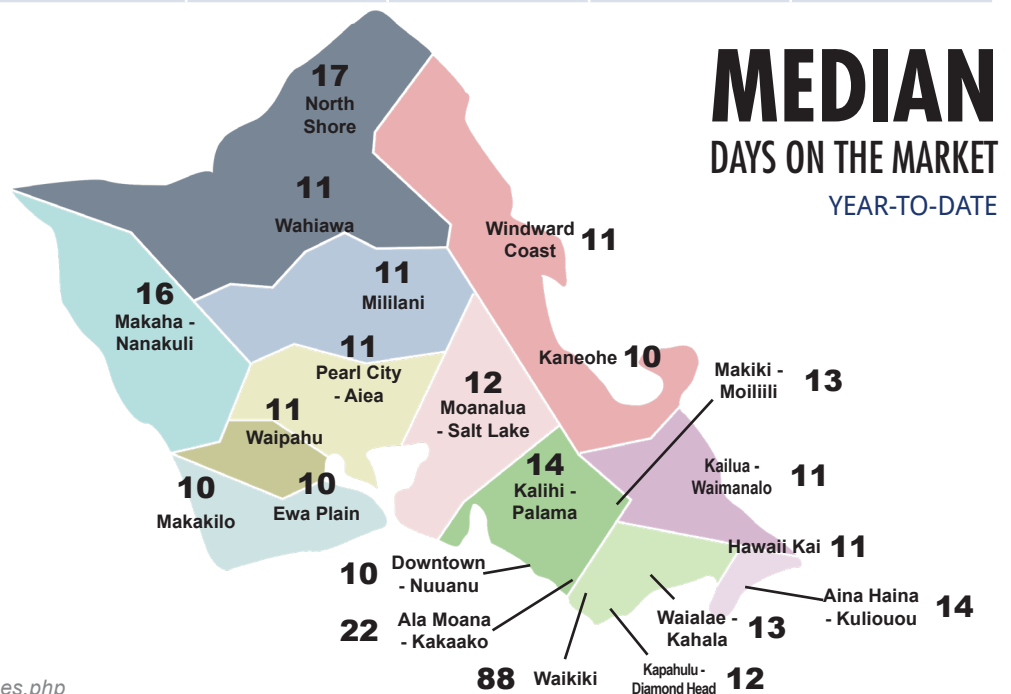 MEDIAN
DAYS ON THE MARKET
YEAR-TO-DATE
17
North
Shore
11
Wahiawa
Windward
Coast
11
11
Mililani
16
Makaha -
Nanakuli
11
Pearl City
- Aiea
Kaneohe 10
12
Moanalua
- Salt Lake
Makiki -
Moiliili
13
11
Waipahu
14
Kalihi -
Palama
Kailua -
Waimanalo
11
10
Makakilo
10
Ewa Plain
Hawaii Kai 11
10
Downtown
- Nuuanu
Aina Haina
- Kuliouou
14
22
Ala Moana
- Kakaako
Waialae -
Kahala
13
88 Waikiki
Kapahulu -
Diamond Head
12
es.php